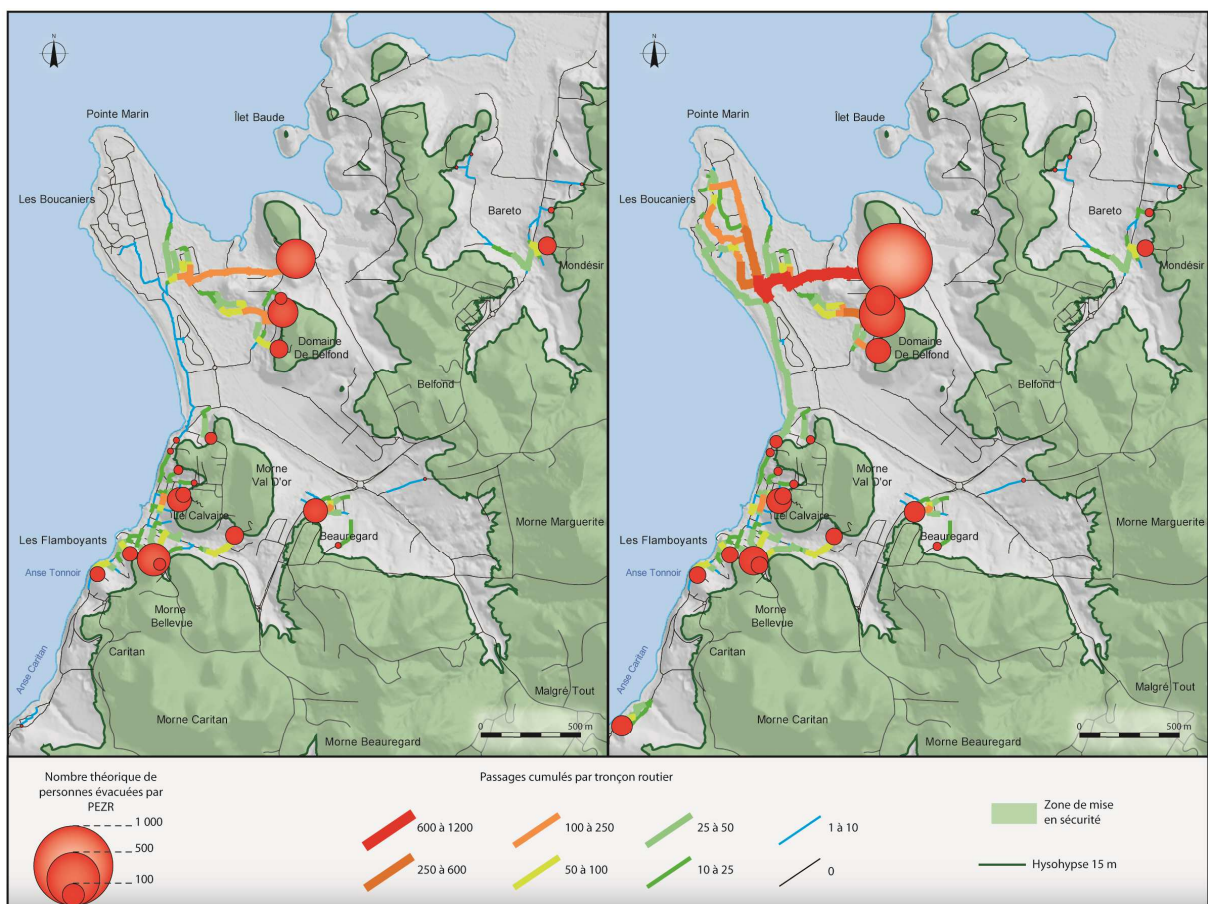 N
Pointe Marin
Îlet Baude
Les Boucaniers
Bareto
Mondésir
Domaine
De Belfond
Belfond
Morne
Val D'or
Le Calvaire
Morne Marguerite
Les Flamboyants
Beauregard
Anse Tonnoir
Morne
Bellevue
Caritan
Anse Caritan
Malgré Tout
Morne Caritan
Morne Beauregard
0 500 m
N
Pointe Marin
Îlet Baude
Les Boucaniers
Bareto
Mondésir
Domaine
De Belfond
Belfond
Morne
Val D'or
Le Calvaire
Morne Marguerite
Les Flamboyants
Beauregard
Anse Tonnoir
Morne
Bellevue
Caritan
Anse Caritan
Malgré Tout
Morne Caritan
Morne Beauregard
0 500 m
Nombre théorique de
personnes évacuées par
PEZR
1 000
500
100
Passages cumulés par tronçon routier
600 à 1200
100 à 250
25 à 50
1 à 10
250 à 600
50 à 100
10 à 25
0
Zone de mise
en sécurité
Hysohypse 15 m